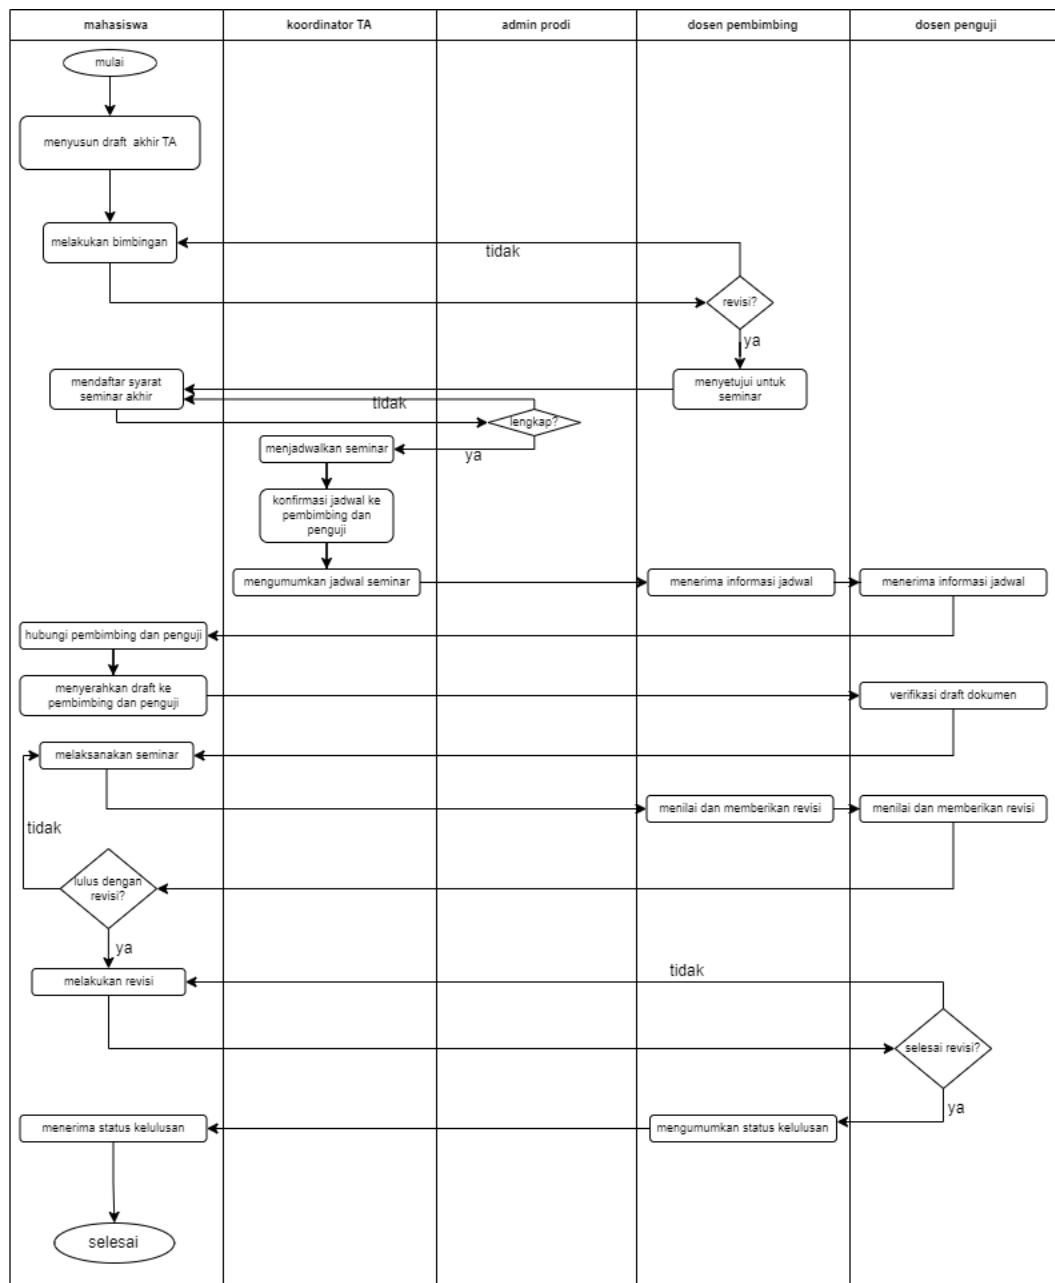 mahasiswa
koordinator TA
admin prodi
dosen pembimbing
dosen penguji
mulai
menyusun draft akhir TA
melakukan bimbingan
tidak
revisi?
ya
mendaftar syarat
seminar akhir
menyetujui untuk
seminar
tidak
lengkap?
menjadwalkan seminar
ya
konfirmasi jadwal ke
pembimbing dan
penguji
mengumumkan jadwal seminar
menerima informasi jadwal
menerima informasi jadwal
hubungi pembimbing dan penguji
menyerahkan draft ke
pembimbing dan penguji
verifikasi draft dokumen
melaksanakan seminar
menilai dan memberikan revisi
menilai dan memberikan revisi
tidak
lulus dengan
revisi?
ya
melakukan revisi
tidak
selesai revisi?
ya
menerima status kelulusan
mengumumkan status kelulusan
selesai